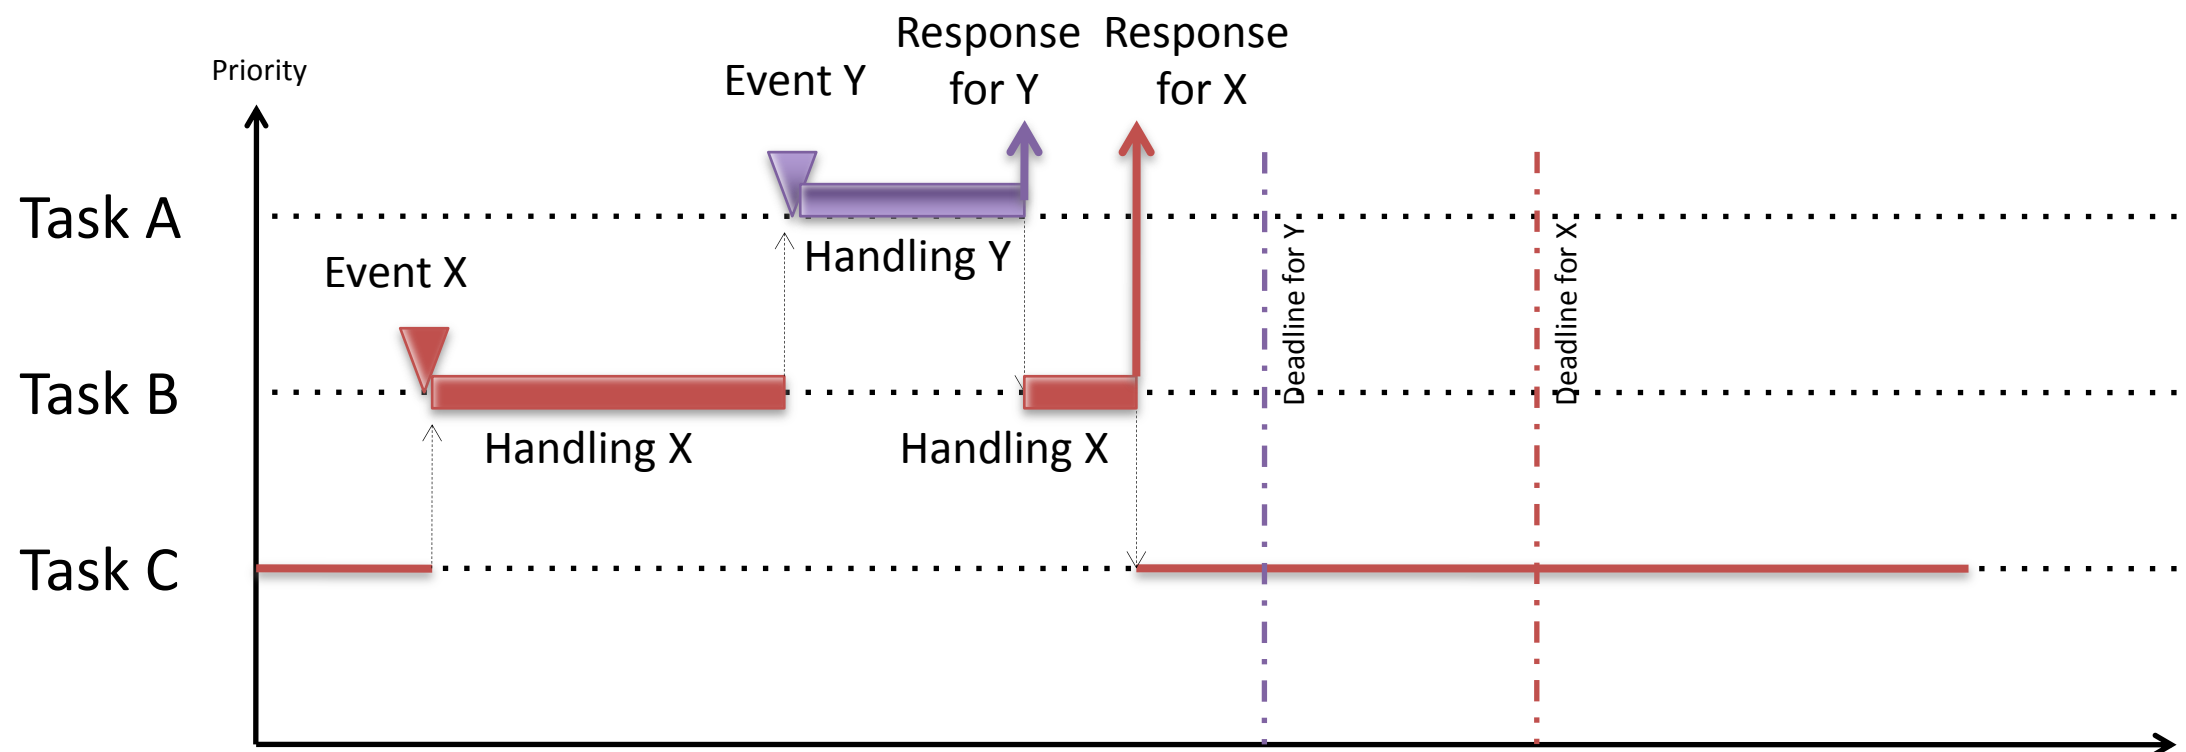 Response Response
Priority
Event Y
for Y
for X
Task A
Event X
Handling Y
Deadline for Y
Deadline for X
Task B
Handling X
Handling X
Task C